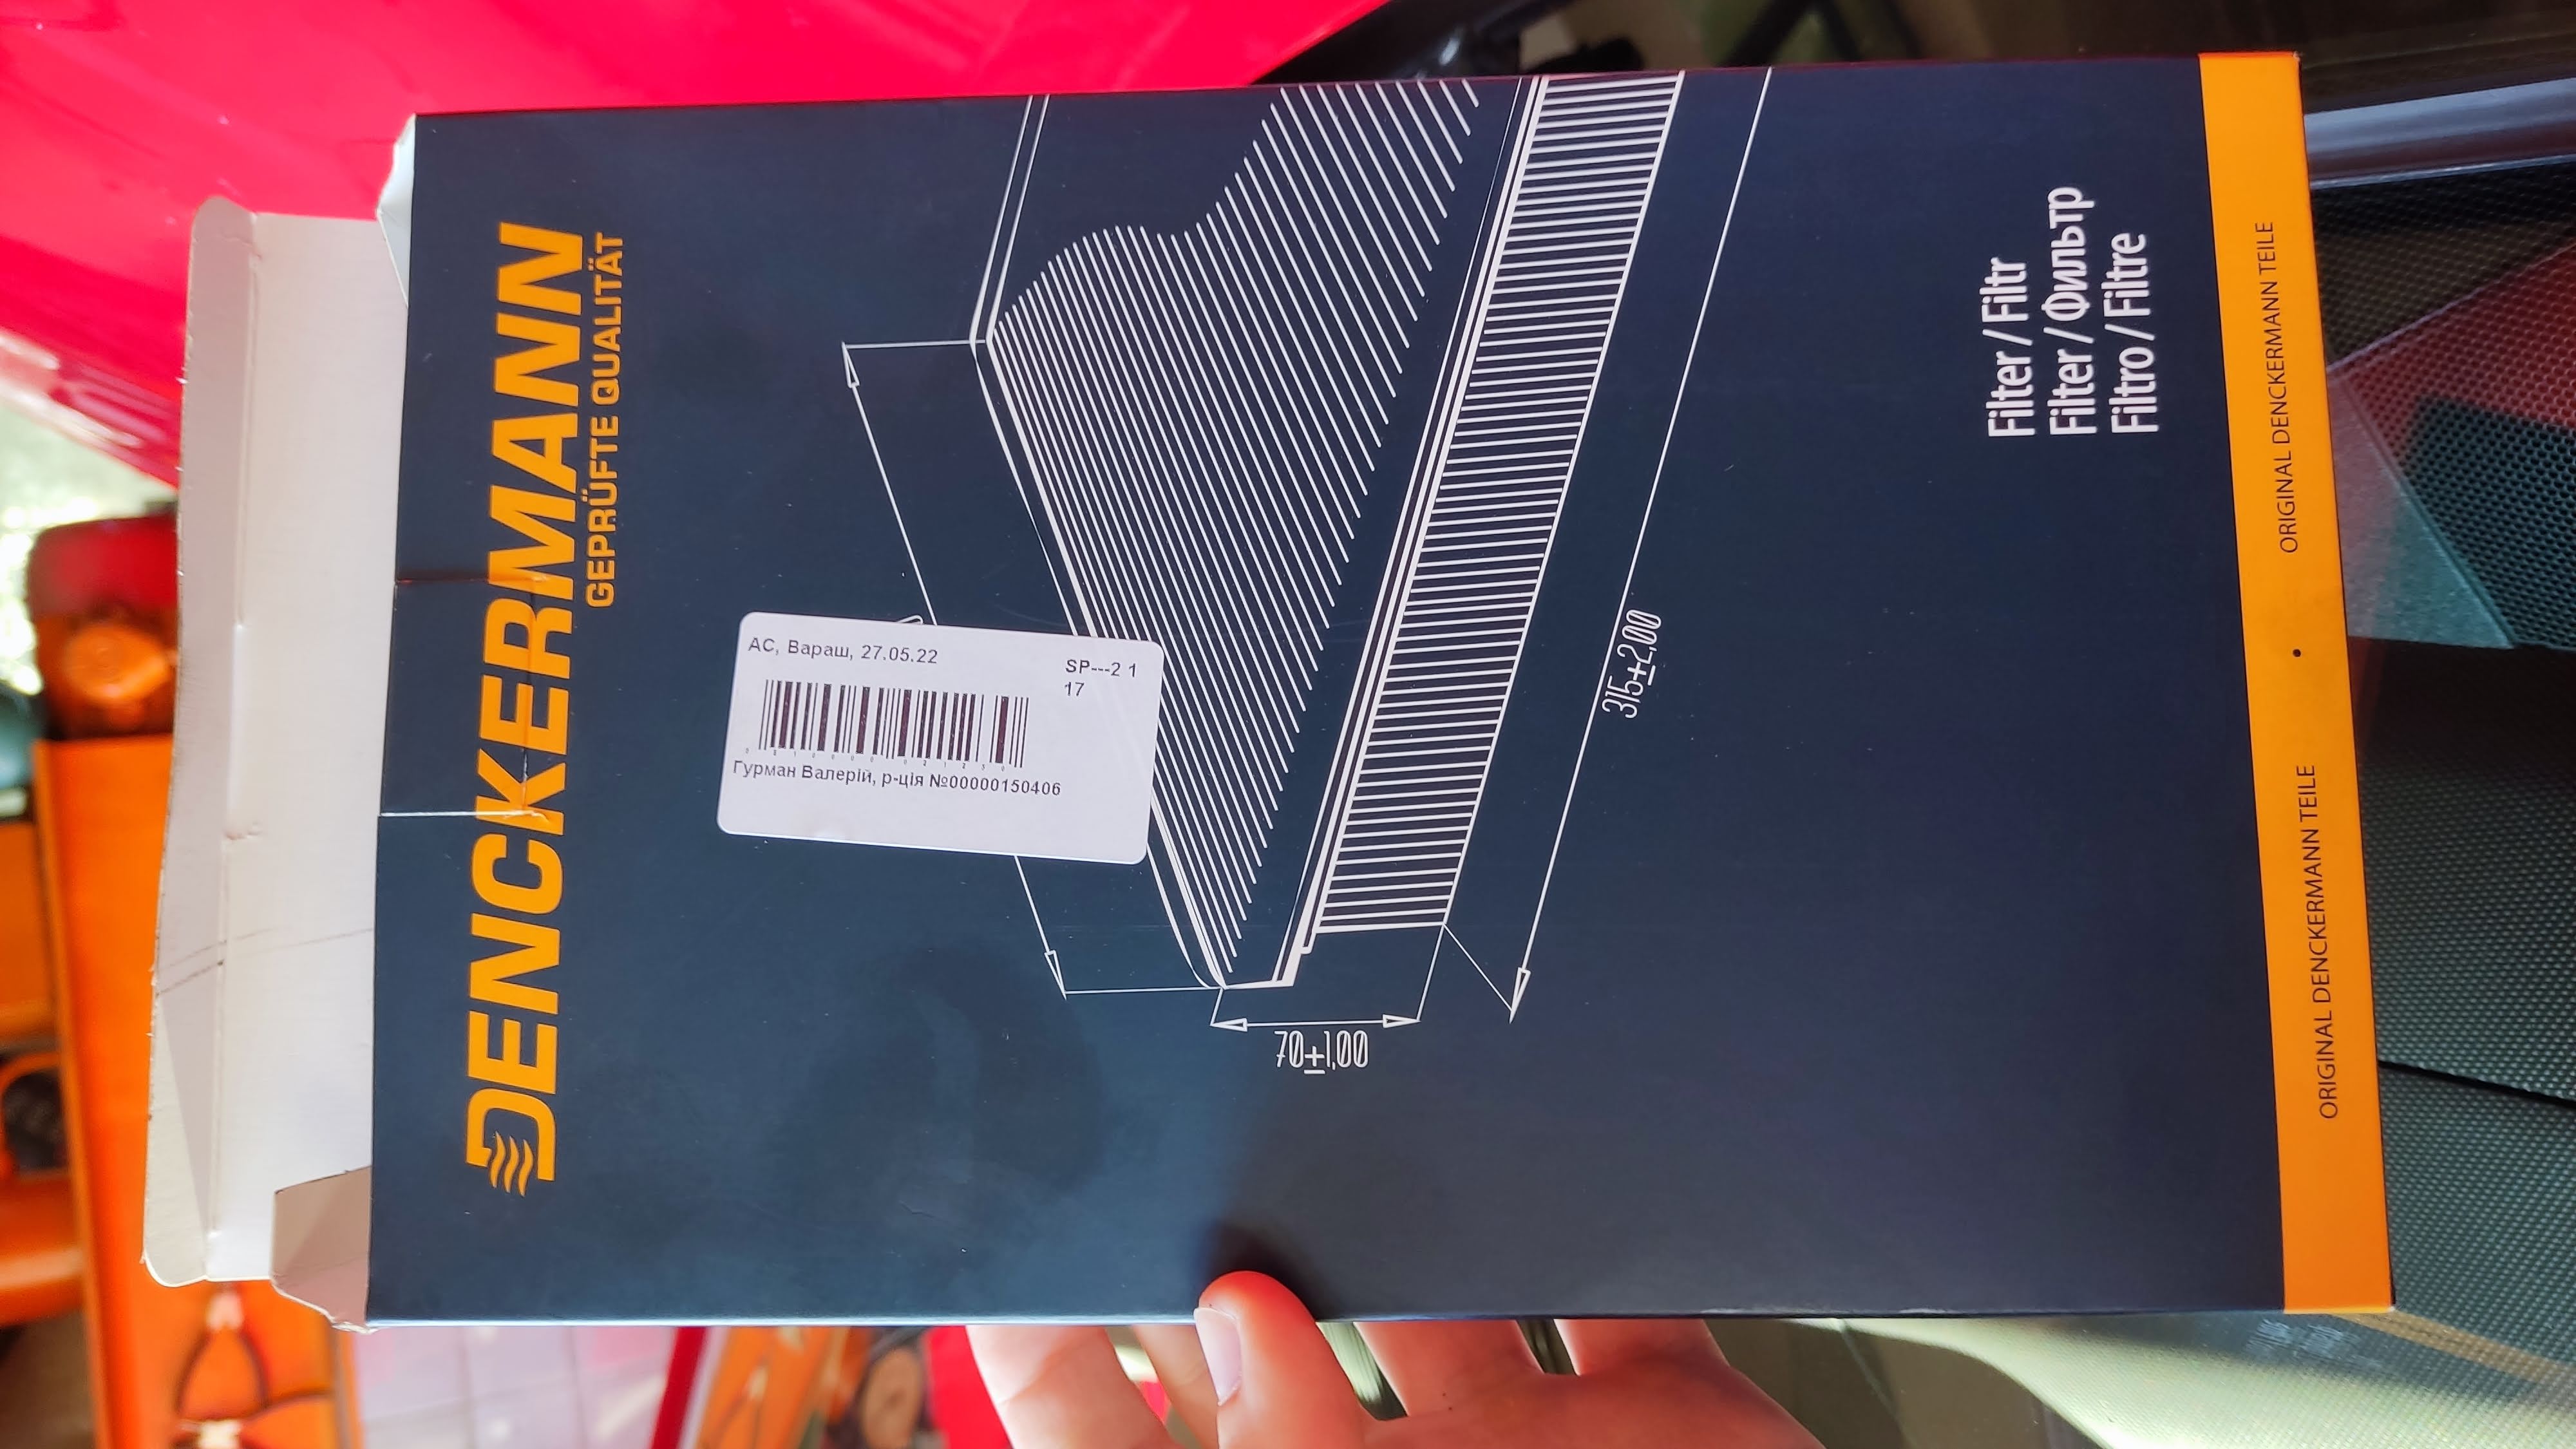 DENCKERMANN
GEPRÜFTE QUALITÄT
АС, Вараш, 27.05.22
SP---2 1
17
Гурман Валерій, р-ція №00000150406
70±1,00
315±2,00
Filter / Filtr
Filter / Фильтр
Filtro / Filtre
ORIGINAL DENCKERMANN TEILE • ORIGINAL DENCKERMANN TEILE